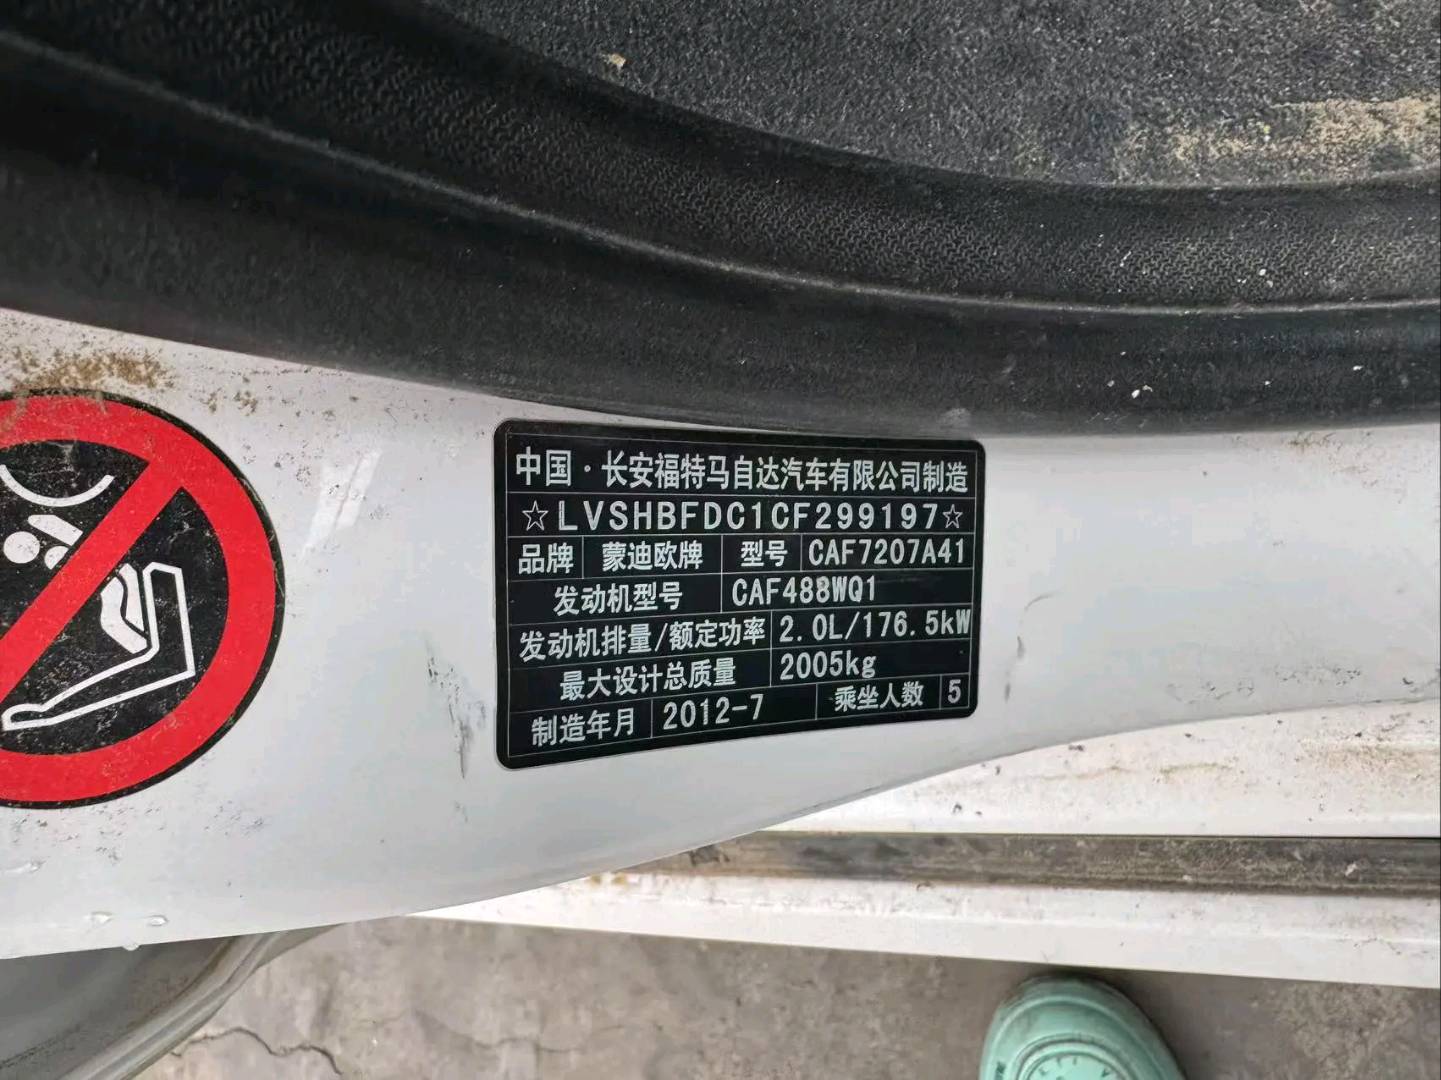 中国·长安福特马自达汽车有限公司制造
☆LVSHBFDC1CF299197☆
品牌 蒙迪欧牌 型号 CAF7207A41
发动机型号 CAF488WQ1
发动机排量/额定功率 2.0L/176.5kW
最大设计总质量 2005kg
制造年月 2012-7 乘坐人数 5